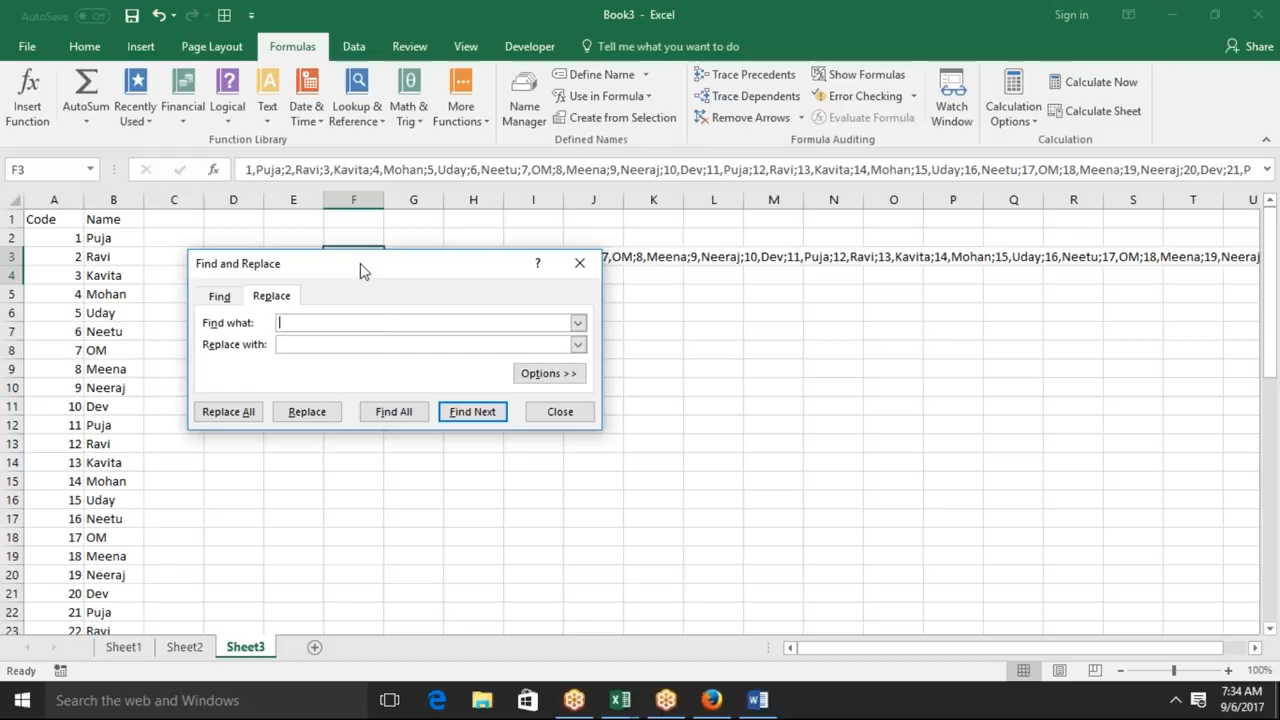 AutoSave Off
Book3 - Excel
Sign in
File Home Insert Page Layout Formulas Data Review View Developer Tell me what you want to do Share
Insert Function
AutoSum
Recently Used
Financial
Logical
Text
Date & Time
Lookup & Reference
Math & Trig
More Functions
Function Library
Name Manager
Define Name
Use in Formula
Create from Selection
Defined Names
Trace Precedents
Trace Dependents
Remove Arrows
Show Formulas
Error Checking
Evaluate Formula
Formula Auditing
Watch Window
Calculation Options
Calculate Now
Calculate Sheet
Calculation
F3
fx
1,Puja;2,Ravi;3,Kavita;4,Mohan;5,Uday;6,Neetu;7,OM;8,Meena;9,Neeraj;10,Dev;11,Puja;12,Ravi;13,Kavita;14,Mohan;15,Uday;16,Neetu;17,OM;18,Meena;19,Neeraj;20,Dev;21,P
A B C D E F G H I J K L M N O P Q R S T U
1 Code Name
2 1 Puja
3 2 Ravi 7,OM;8,Meena;9,Neeraj;10,Dev;11,Puja;12,Ravi;13,Kavita;14,Mohan;15,Uday;16,Neetu;17,OM;18,Meena;19,Neeraj
4 3 Kavita
5 4 Mohan
6 5 Uday
7 6 Neetu
8 7 OM
9 8 Meena
10 9 Neeraj
11 10 Dev
12 11 Puja
13 12 Ravi
14 13 Kavita
15 14 Mohan
16 15 Uday
17 16 Neetu
18 17 OM
19 18 Meena
20 19 Neeraj
21 20 Dev
22 21 Puja
23 22 Ravi
Find and Replace ?
Find Replace
Find what:
Replace with:
Options >>
Replace All Replace Find All Find Next Close
Sheet1 Sheet2 Sheet3
Ready
100%
Search the web and Windows
7:34 AM
9/6/2017